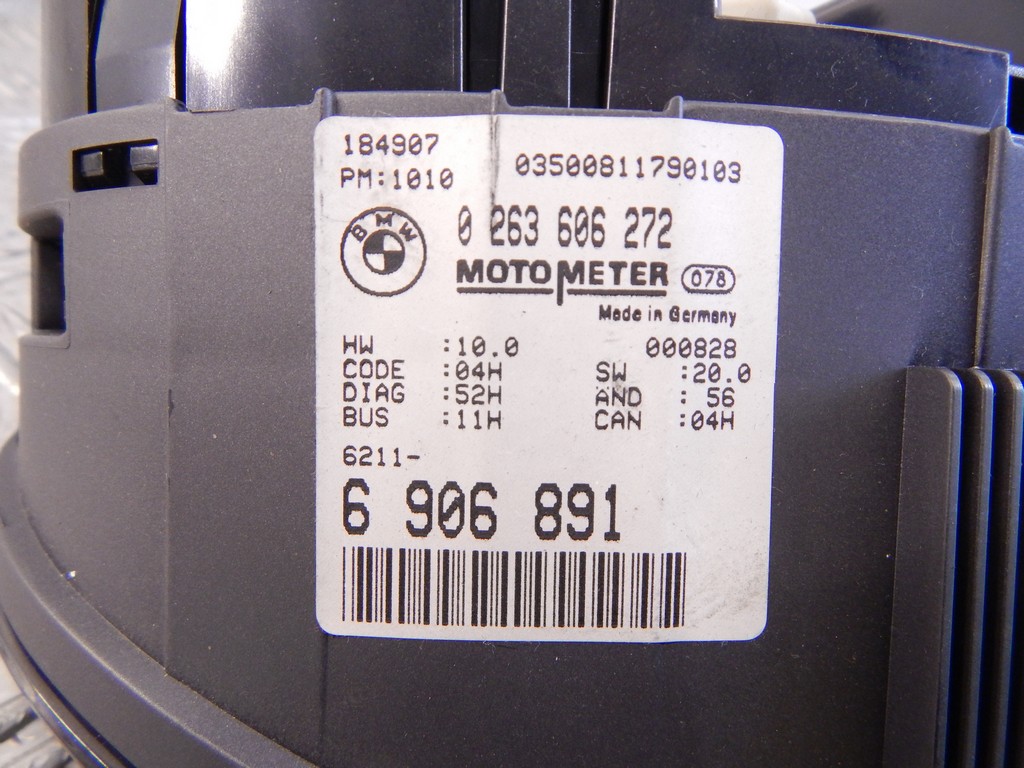 184907
03500811790103
PM:1010
BMW
0 263 606 272
MOTOMETER 078
Made in Germany
HW :10.0 000828
CODE :04H SW :20.0
DIAG :52H AND : 56
BUS :11H CAN :04H
6211-
6 906 891